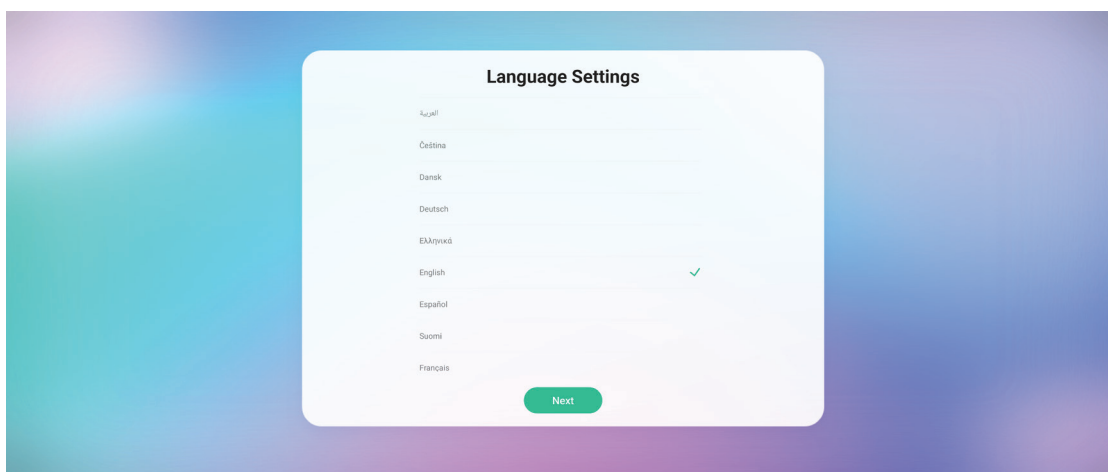 Language Settings
العربية
Čeština
Dansk
Deutsch
Ελληνικά
English
Español
Suomi
Français
Next